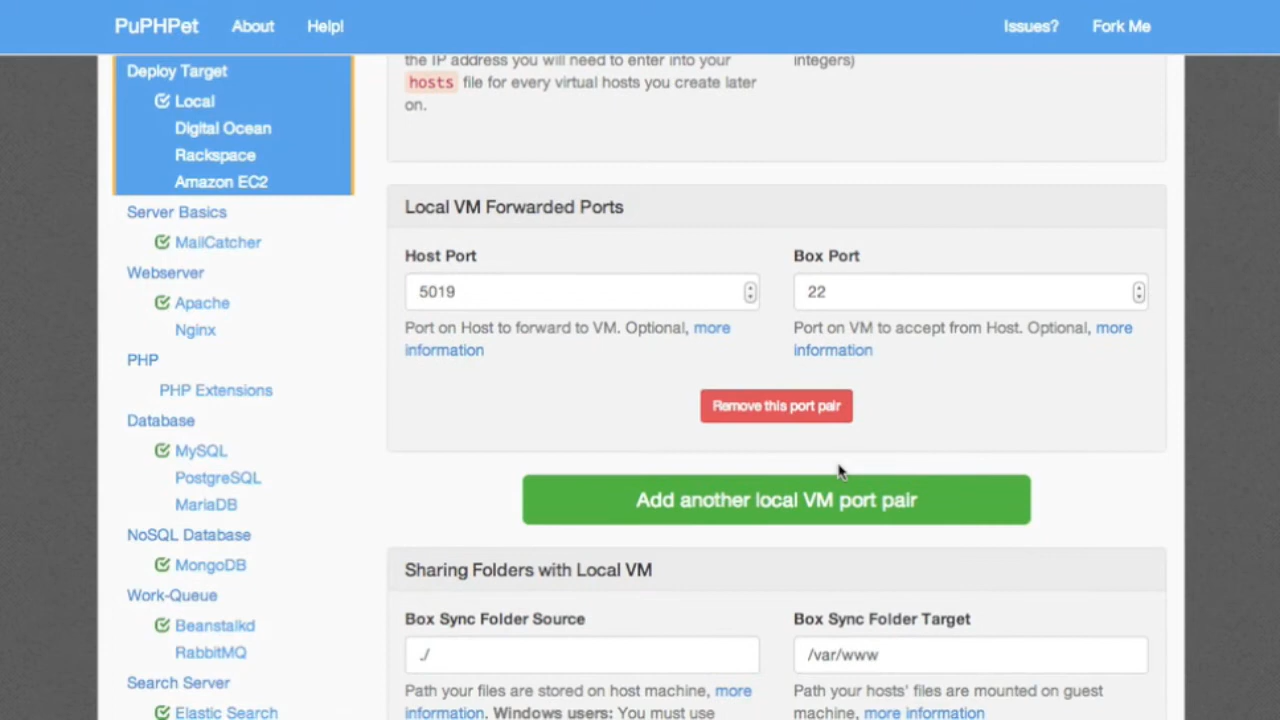 PuPHPet About Help! Issues? Fork Me
Deploy Target
Local
Digital Ocean
Rackspace
Amazon EC2
Server Basics
MailCatcher
Webserver
Apache
Nginx
PHP
PHP Extensions
Database
MySQL
PostgreSQL
MariaDB
NoSQL Database
MongoDB
Work-Queue
Beanstalkd
RabbitMQ
Search Server
Elastic Search
the IP address you will need to enter into your
hosts file for every virtual hosts you create later
on.
integers)
Local VM Forwarded Ports
Host Port
5019
Port on Host to forward to VM. Optional, more
information
Box Port
22
Port on VM to accept from Host. Optional, more
information
Remove this port pair
Add another local VM port pair
Sharing Folders with Local VM
Box Sync Folder Source
./
Path your files are stored on host machine, more
information. Windows users: You must use
Box Sync Folder Target
/var/www
Path your hosts' files are mounted on guest
machine, more information